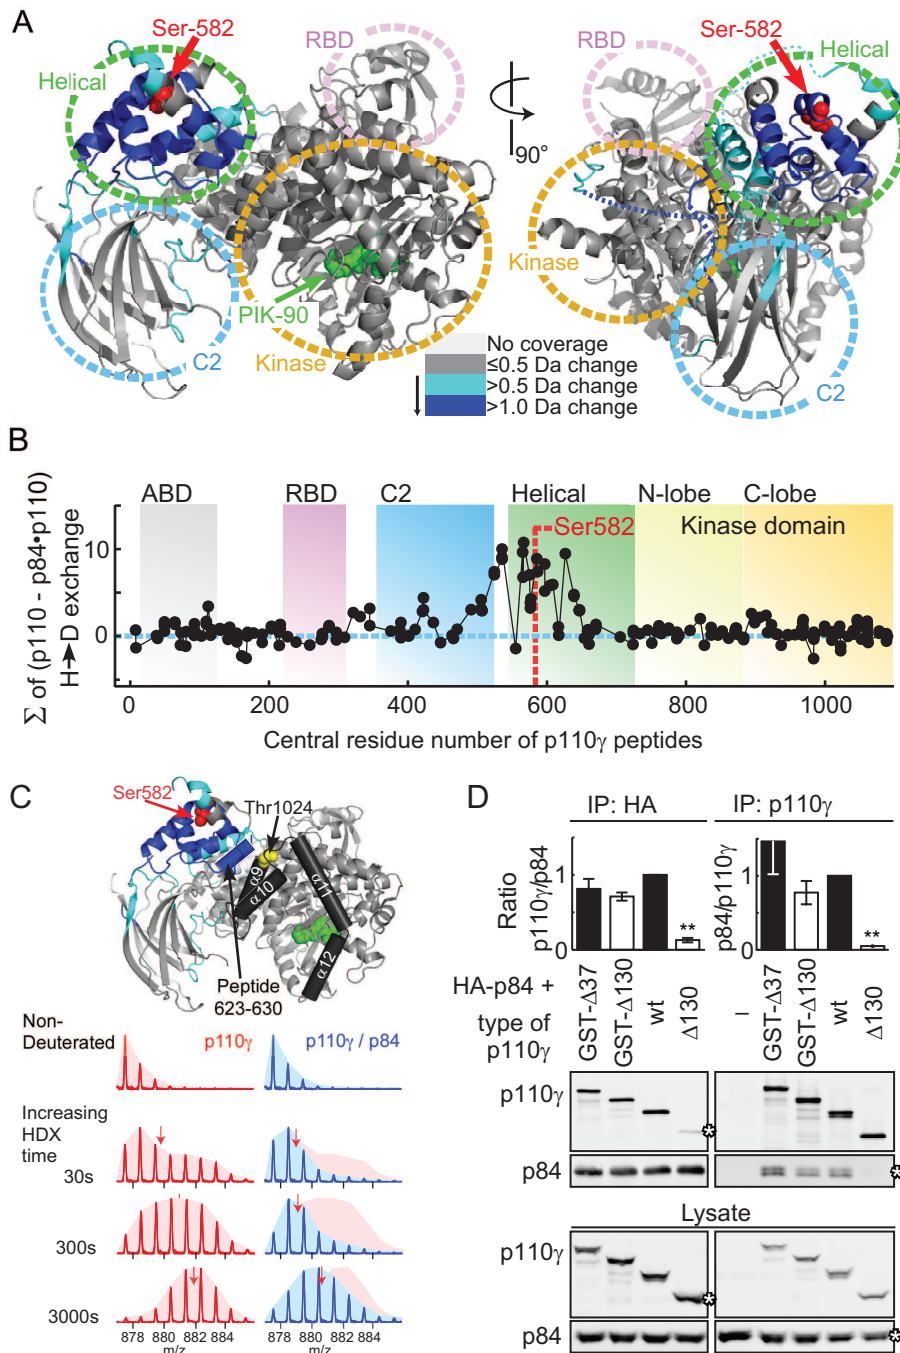 A
Ser-582
Helical
RBD
90°
RBD
Ser-582
Helical
PIK-90
Kinase
C2
Kinase
C2
No coverage
≤0.5 Da change
>0.5 Da change
>1.0 Da change
B
Σ of (p110 - p84•p110)
H➔D exchange
ABD
RBD
C2
Helical
N-lobe
C-lobe
Ser582
Kinase domain
10
0
0
200
400
600
800
1000
Central residue number of p110γ peptides
C
Ser582
Thr1024
α9
α10
α11
α12
Peptide
623-630
Non-
Deuterated
p110γ
p110γ / p84
Increasing
HDX
time
30s
300s
3000s
878 880 882 884
m/z
878 880 882 884
m/z
D
IP: HA
IP: p110γ
Ratio
p110γ/p84
1
0
**
p84/p110γ
1
0
**
HA-p84 +
type of
p110γ
GST-Δ37
GST-Δ130
wt
Δ130
–
GST-Δ37
GST-Δ130
wt
Δ130
p110γ
*
p84
*
Lysate
p110γ
*
p84
*